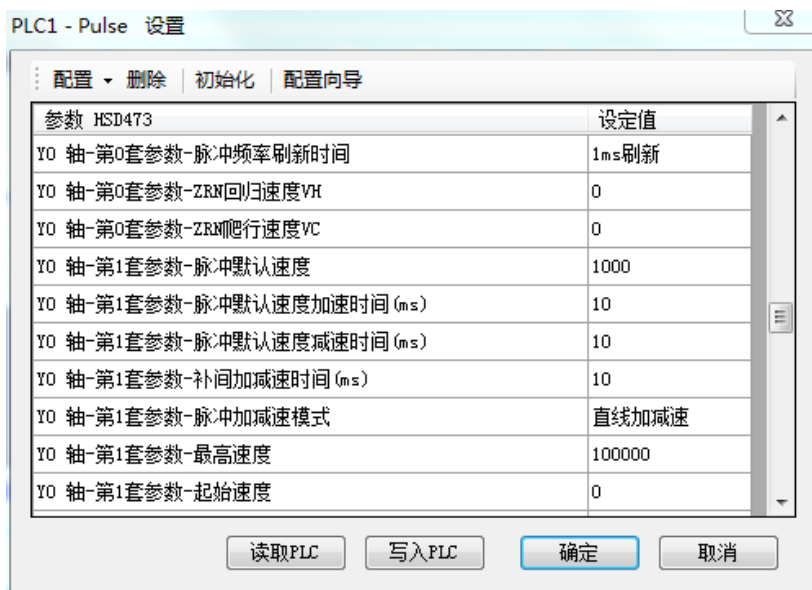 PLC1 - Pulse 设置
配置 删除 初始化 配置向导
参数 HSD473 设定值
Y0 轴-第0套参数-脉冲频率刷新时间 1ms刷新
Y0 轴-第0套参数-ZRN回归速度VH 0
Y0 轴-第0套参数-ZRN爬行速度VC 0
Y0 轴-第1套参数-脉冲默认速度 1000
Y0 轴-第1套参数-脉冲默认速度加速时间(ms) 10
Y0 轴-第1套参数-脉冲默认速度减速时间(ms) 10
Y0 轴-第1套参数-补间加减速时间(ms) 10
Y0 轴-第1套参数-脉冲加减速模式 直线加减速
Y0 轴-第1套参数-最高速度 100000
Y0 轴-第1套参数-起始速度 0
读取PLC 写入PLC 确定 取消